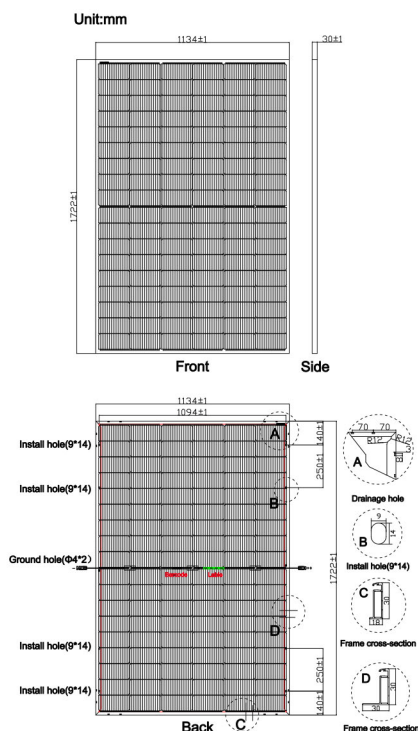 Unit:mm
1134±1
30±1
1722±1
Front
Side
1134±1
1094±1
140±1
250±1
Install hole(9*14)
A
70
70
R12
A
Drainage hole
Install hole(9*14)
B
9
14
B
Install hole(9*14)
1722±1
Ground hole(Φ4*2)
Barcode
Lable
C
30
18
Frame cross-section
D
Install hole(9*14)
250±1
Install hole(9*14)
140±1
D
30
30
Frame cross-section
C
Back